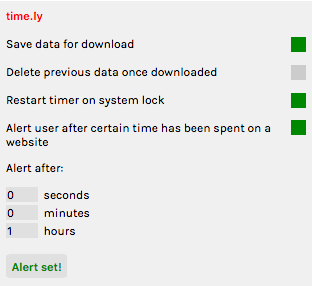 time.ly
Save data for download
Delete previous data once downloaded
Restart timer on system lock
Alert user after certain time has been spent on a
website
Alert after:
0 seconds
0 minutes
1 hours
Alert set!